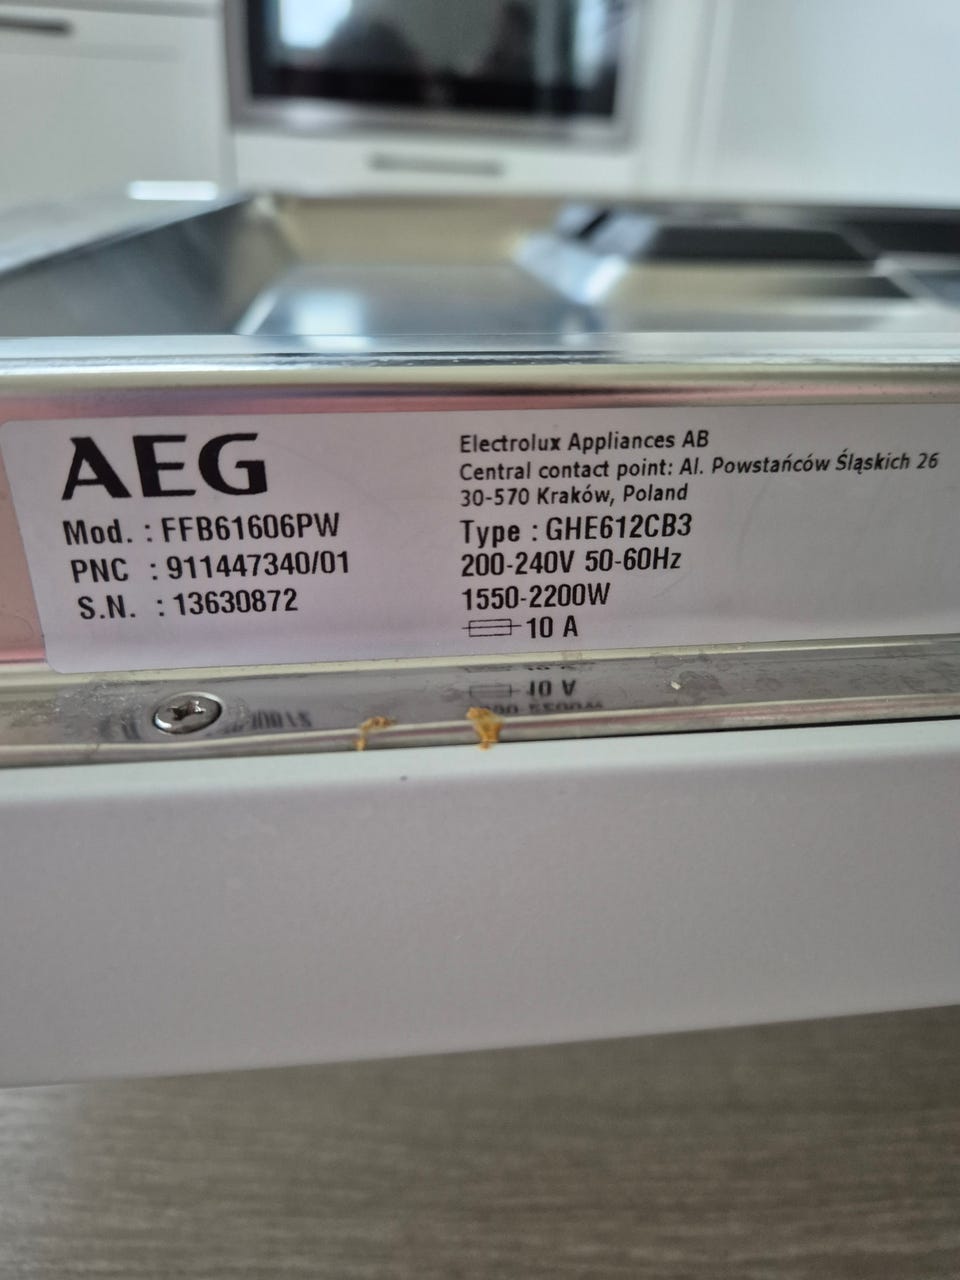 AEG
Mod. : FFB61606PW
PNC : 911447340/01
S.N. : 13630872
Electrolux Appliances AB
Central contact point: Al. Powstańców Śląskich 26
30-570 Kraków, Poland
Type : GHE612CB3
200-240V 50-60Hz
1550-2200W
10 A